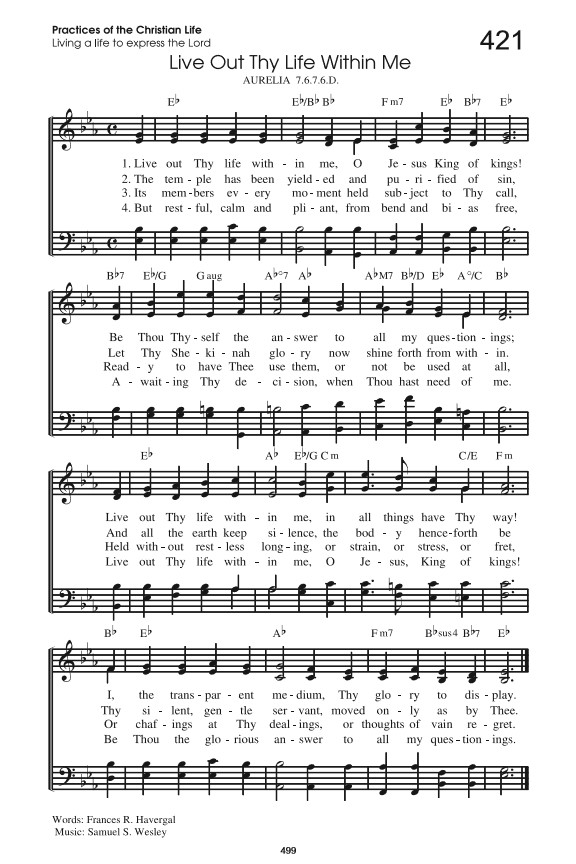 Practices of the Christian Life
Living a life to express the Lord
421
Live Out Thy Life Within Me
AURELIA 7.6.7.6.D.
E♭ E♭/B♭ B♭ F m7 E♭ B♭7 E♭
1. Live out Thy life with - in me, O Je - sus King of kings!
2. The tem - ple has been yield - ed and pu - ri - fied of sin,
3. Its mem - bers ev - ery mo - ment held sub - ject to Thy call,
4. But rest - ful, calm and pli - ant, from bend and bi - as free,
B♭7 E♭/G G aug A♭°7 A♭ A♭M7 B♭/D E♭ A°/C B♭
Be Thou Thy - self the an - swer to all my ques - tion - ings;
Let Thy She - ki - nah glo - ry now shine forth from with - in.
Read - y to have Thee use them, or not be used at all,
A - wait - ing Thy de - ci - sion, when Thou hast need of me.
E♭ A♭ E♭/G C m C/E F m
Live out Thy life with - in me, in all things have Thy way!
And all the earth keep si - lence, the bod - y hence - forth be
Held with - out rest - less long - ing, or strain, or stress, or fret,
Live out Thy life with - in me, O Je - sus, King of kings!
B♭ E♭ A♭ F m7 B♭sus4 B♭7 E♭
I, the trans - par - ent me - dium, Thy glo - ry to dis - play.
Thy si - lent, gen - tle ser - vant, moved on - ly as by Thee.
Or chaf - ings at Thy deal - ings, or thoughts of vain re - gret.
Be Thou the glo - rious an - swer to all my ques - tion - ings.
Words: Frances R. Havergal
Music: Samuel S. Wesley
499